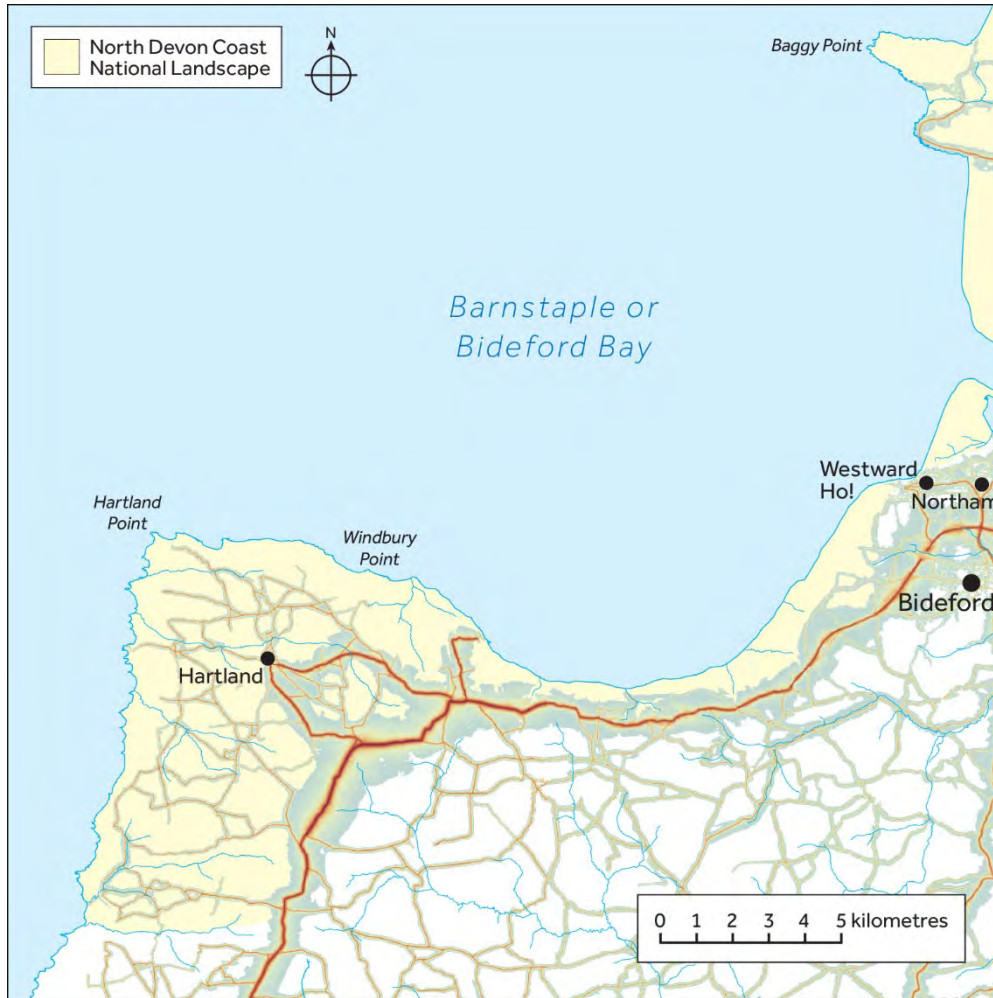 North Devon Coast
National Landscape
N
Baggy Point
Barnstaple or
Bideford Bay
Westward
Ho!
Northam
Hartland
Point
Windbury
Point
Bideford
Hartland
0 1 2 3 4 5 kilometres